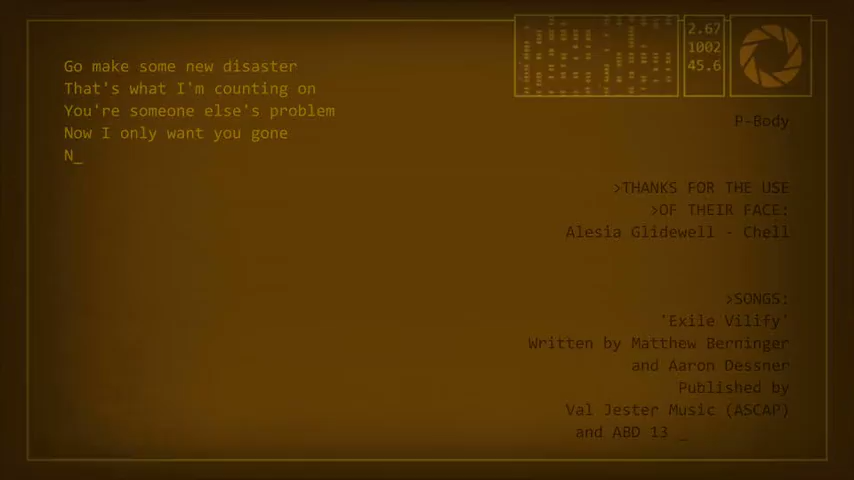 Go make some new disaster
That's what I'm counting on
You're someone else's problem
Now I only want you gone
N_
2.67
1002
45.6
P-Body
>THANKS FOR THE USE
>OF THEIR FACE:
Alesia Glidewell - Chell
>SONGS:
'Exile Vilify'
Written by Matthew Berninger
and Aaron Dessner
Published by
Val Jester Music (ASCAP)
and ABD 13 _